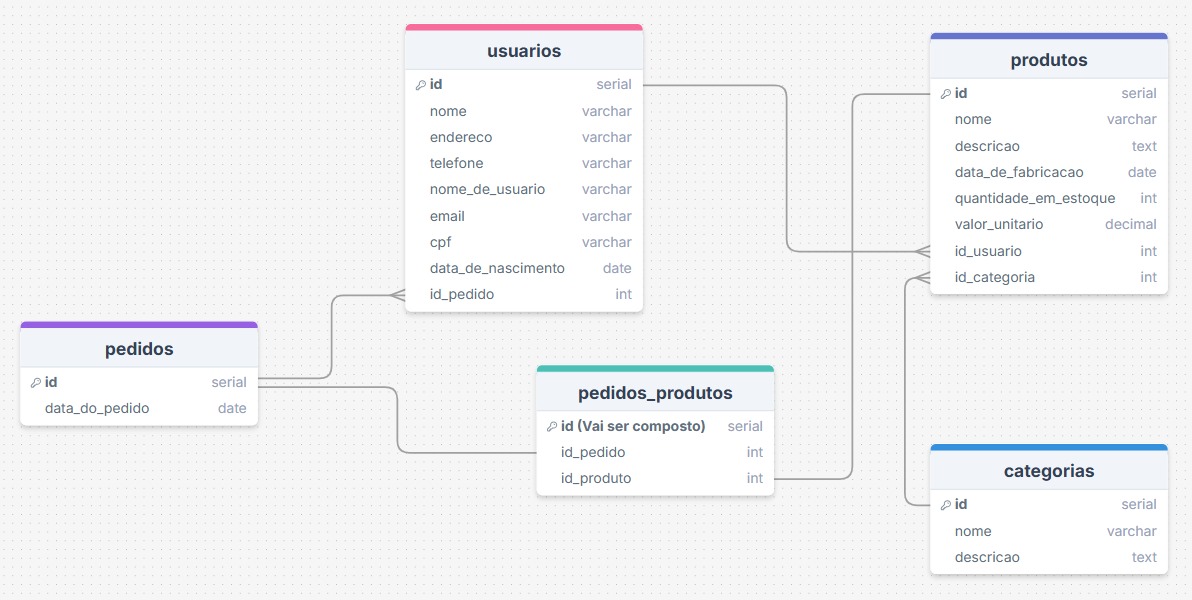 usuarios
id serial
nome varchar
endereco varchar
telefone varchar
nome_de_usuario varchar
email varchar
cpf varchar
data_de_nascimento date
id_pedido int
produtos
id serial
nome varchar
descricao text
data_de_fabricacao date
quantidade_em_estoque int
valor_unitario decimal
id_usuario int
id_categoria int
pedidos
id serial
data_do_pedido date
pedidos_produtos
id (Vai ser composto) serial
id_pedido int
id_produto int
categorias
id serial
nome varchar
descricao text